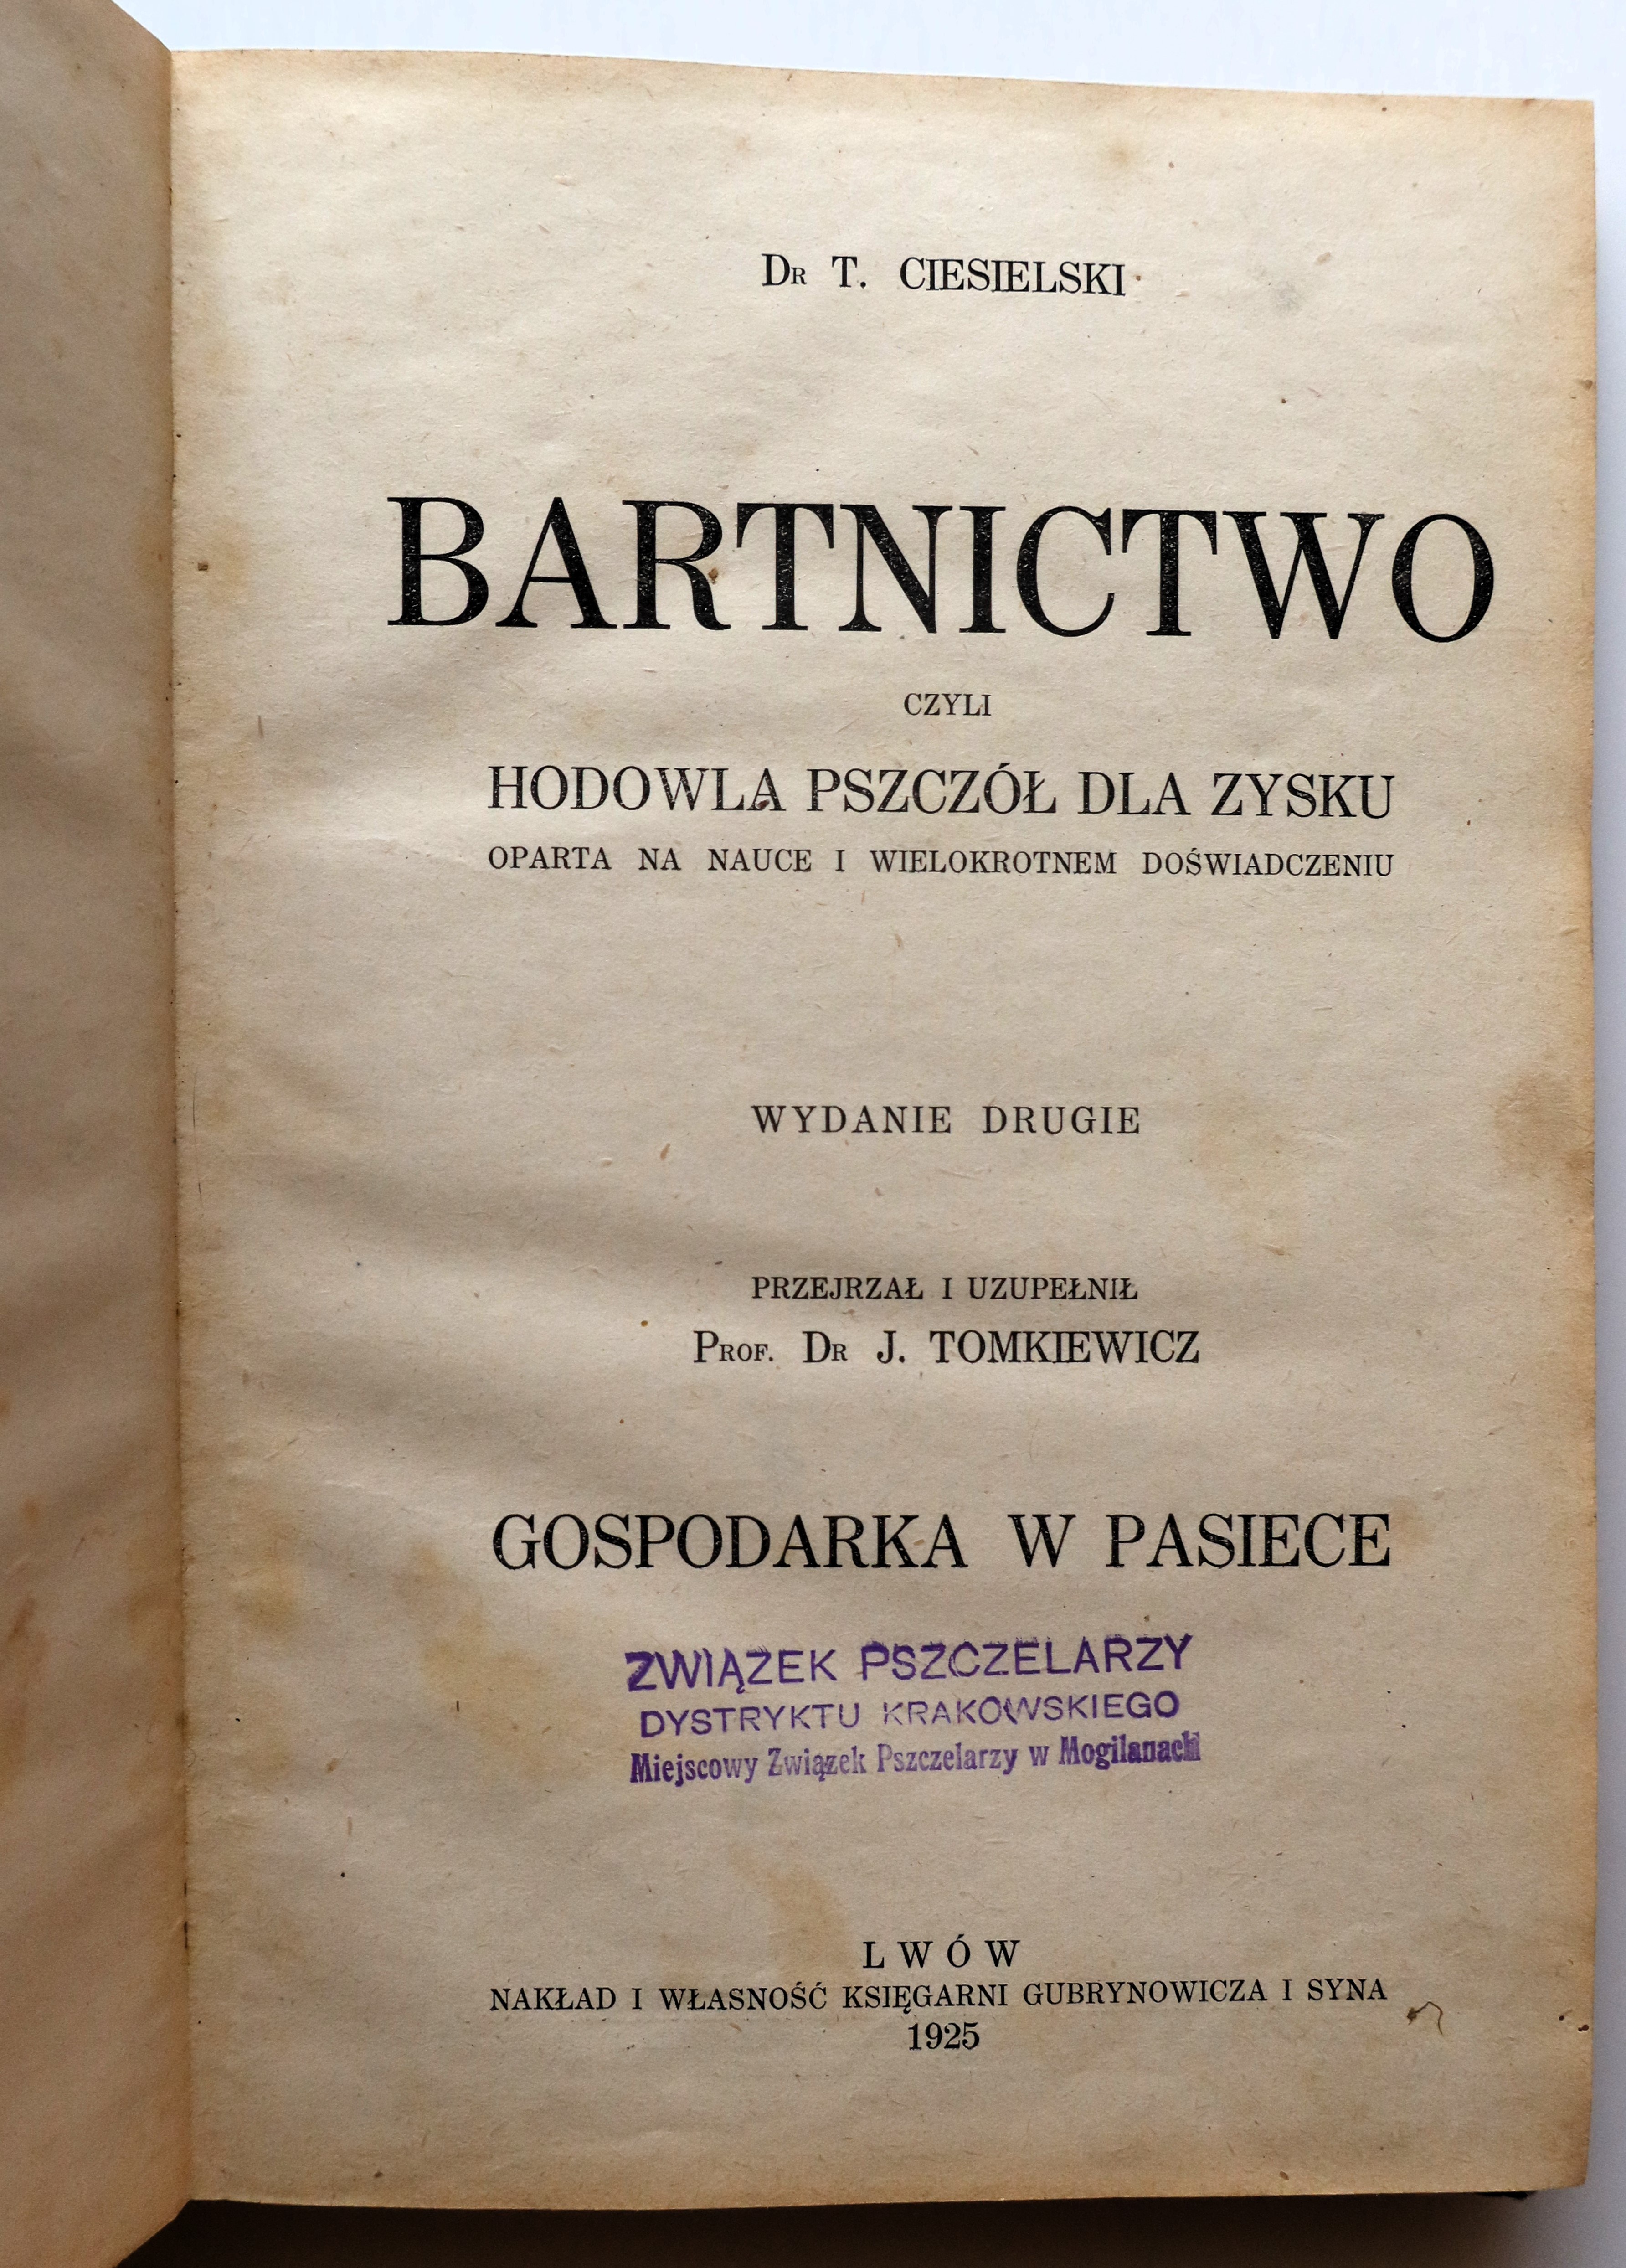 Dr T. CIESIELSKI
BARTNICTWO
CZYLI
HODOWLA PSZCZÓŁ DLA ZYSKU
OPARTA NA NAUCE I WIELOKROTNEM DOŚWIADCZENIU
WYDANIE DRUGIE
PRZEJRZAŁ I UZUPEŁNIŁ
Prof. Dr J. TOMKIEWICZ
GOSPODARKA W PASIECE
ZWIĄZEK PSZCZELARZY
DYSTRYKTU KRAKOWSKIEGO
Miejscowy Związek Pszczelarzy w Mogilanach
LWÓW
NAKŁAD I WŁASNOŚĆ KSIĘGARNI GUBRYNOWICZA I SYNA
1925